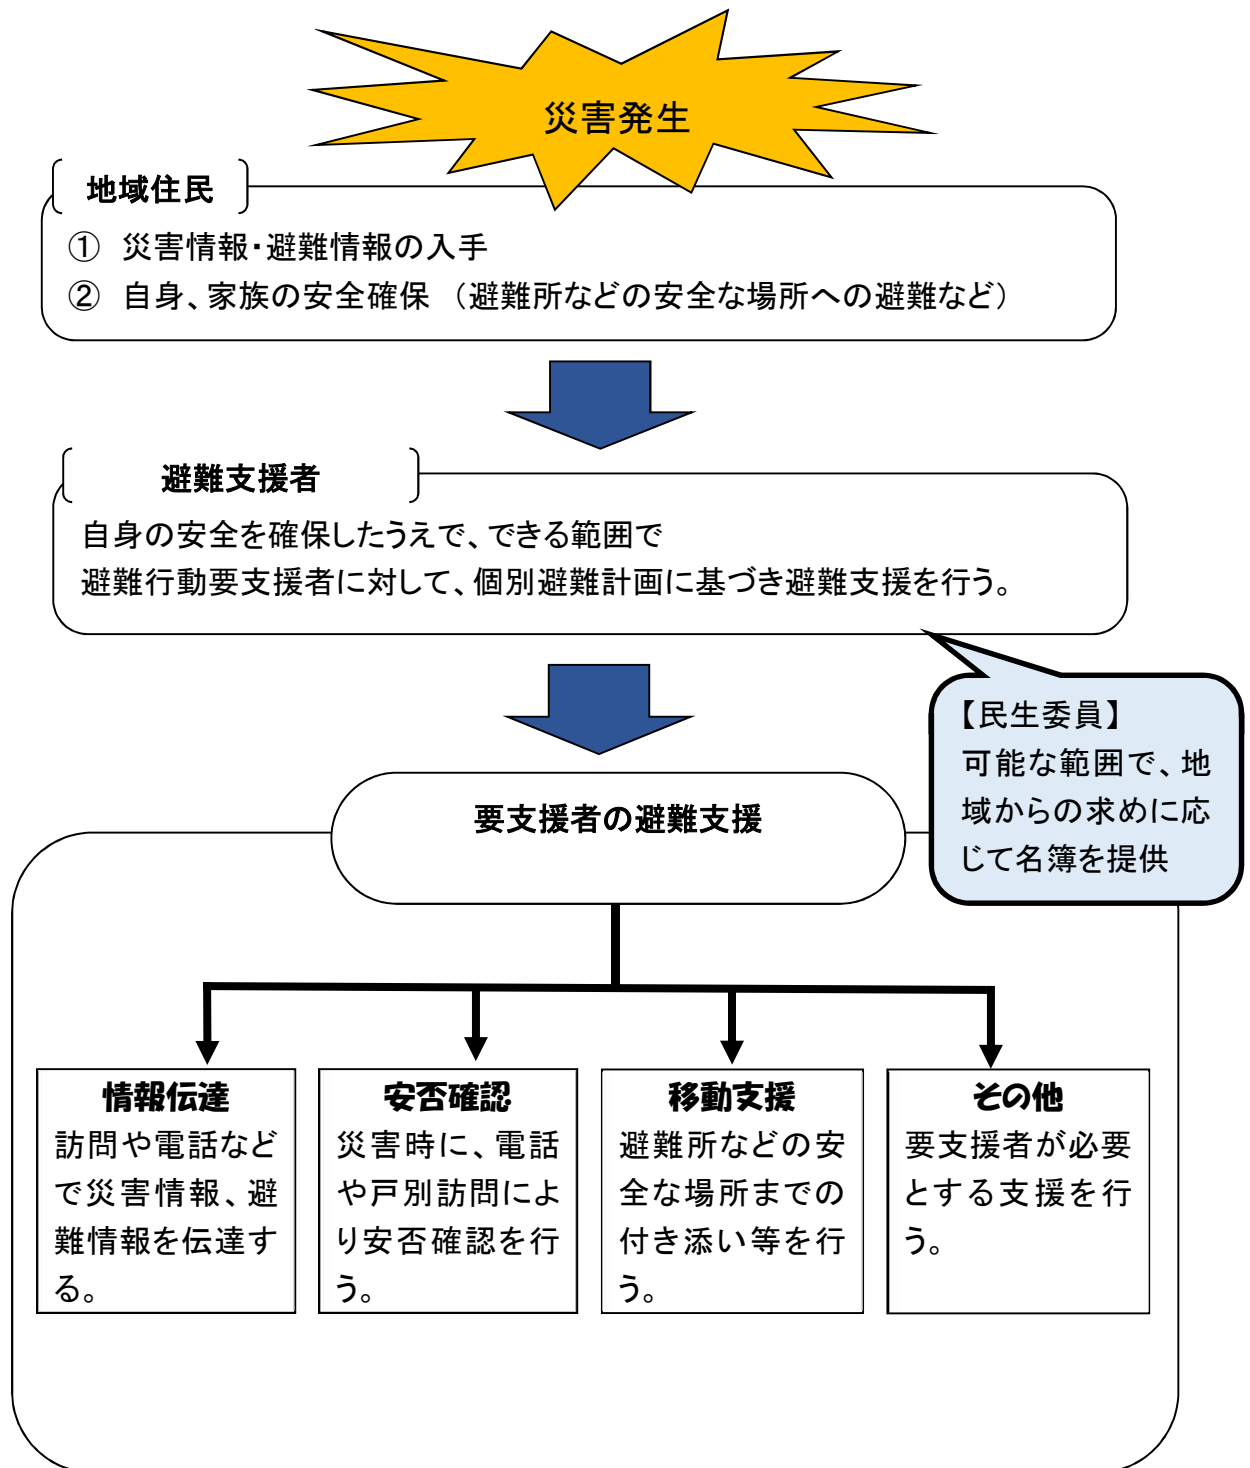 災害発生
地域住民
① 災害情報・避難情報の入手
② 自身、家族の安全確保 （避難所などの安全な場所への避難など）
避難支援者
自身の安全を確保したうえで、できる範囲で
避難行動要支援者に対して、個別避難計画に基づき避難支援を行う。
【民生委員】
可能な範囲で、地
域からの求めに応
じて名簿を提供
要支援者の避難支援
情報伝達
訪問や電話など
で災害情報、避
難情報を伝達す
る。
安否確認
災害時に、電話
や戸別訪問によ
り安否確認を行
う。
移動支援
避難所などの安
全な場所までの
付き添い等を行
う。
その他
要支援者が必要
とする支援を行
う。